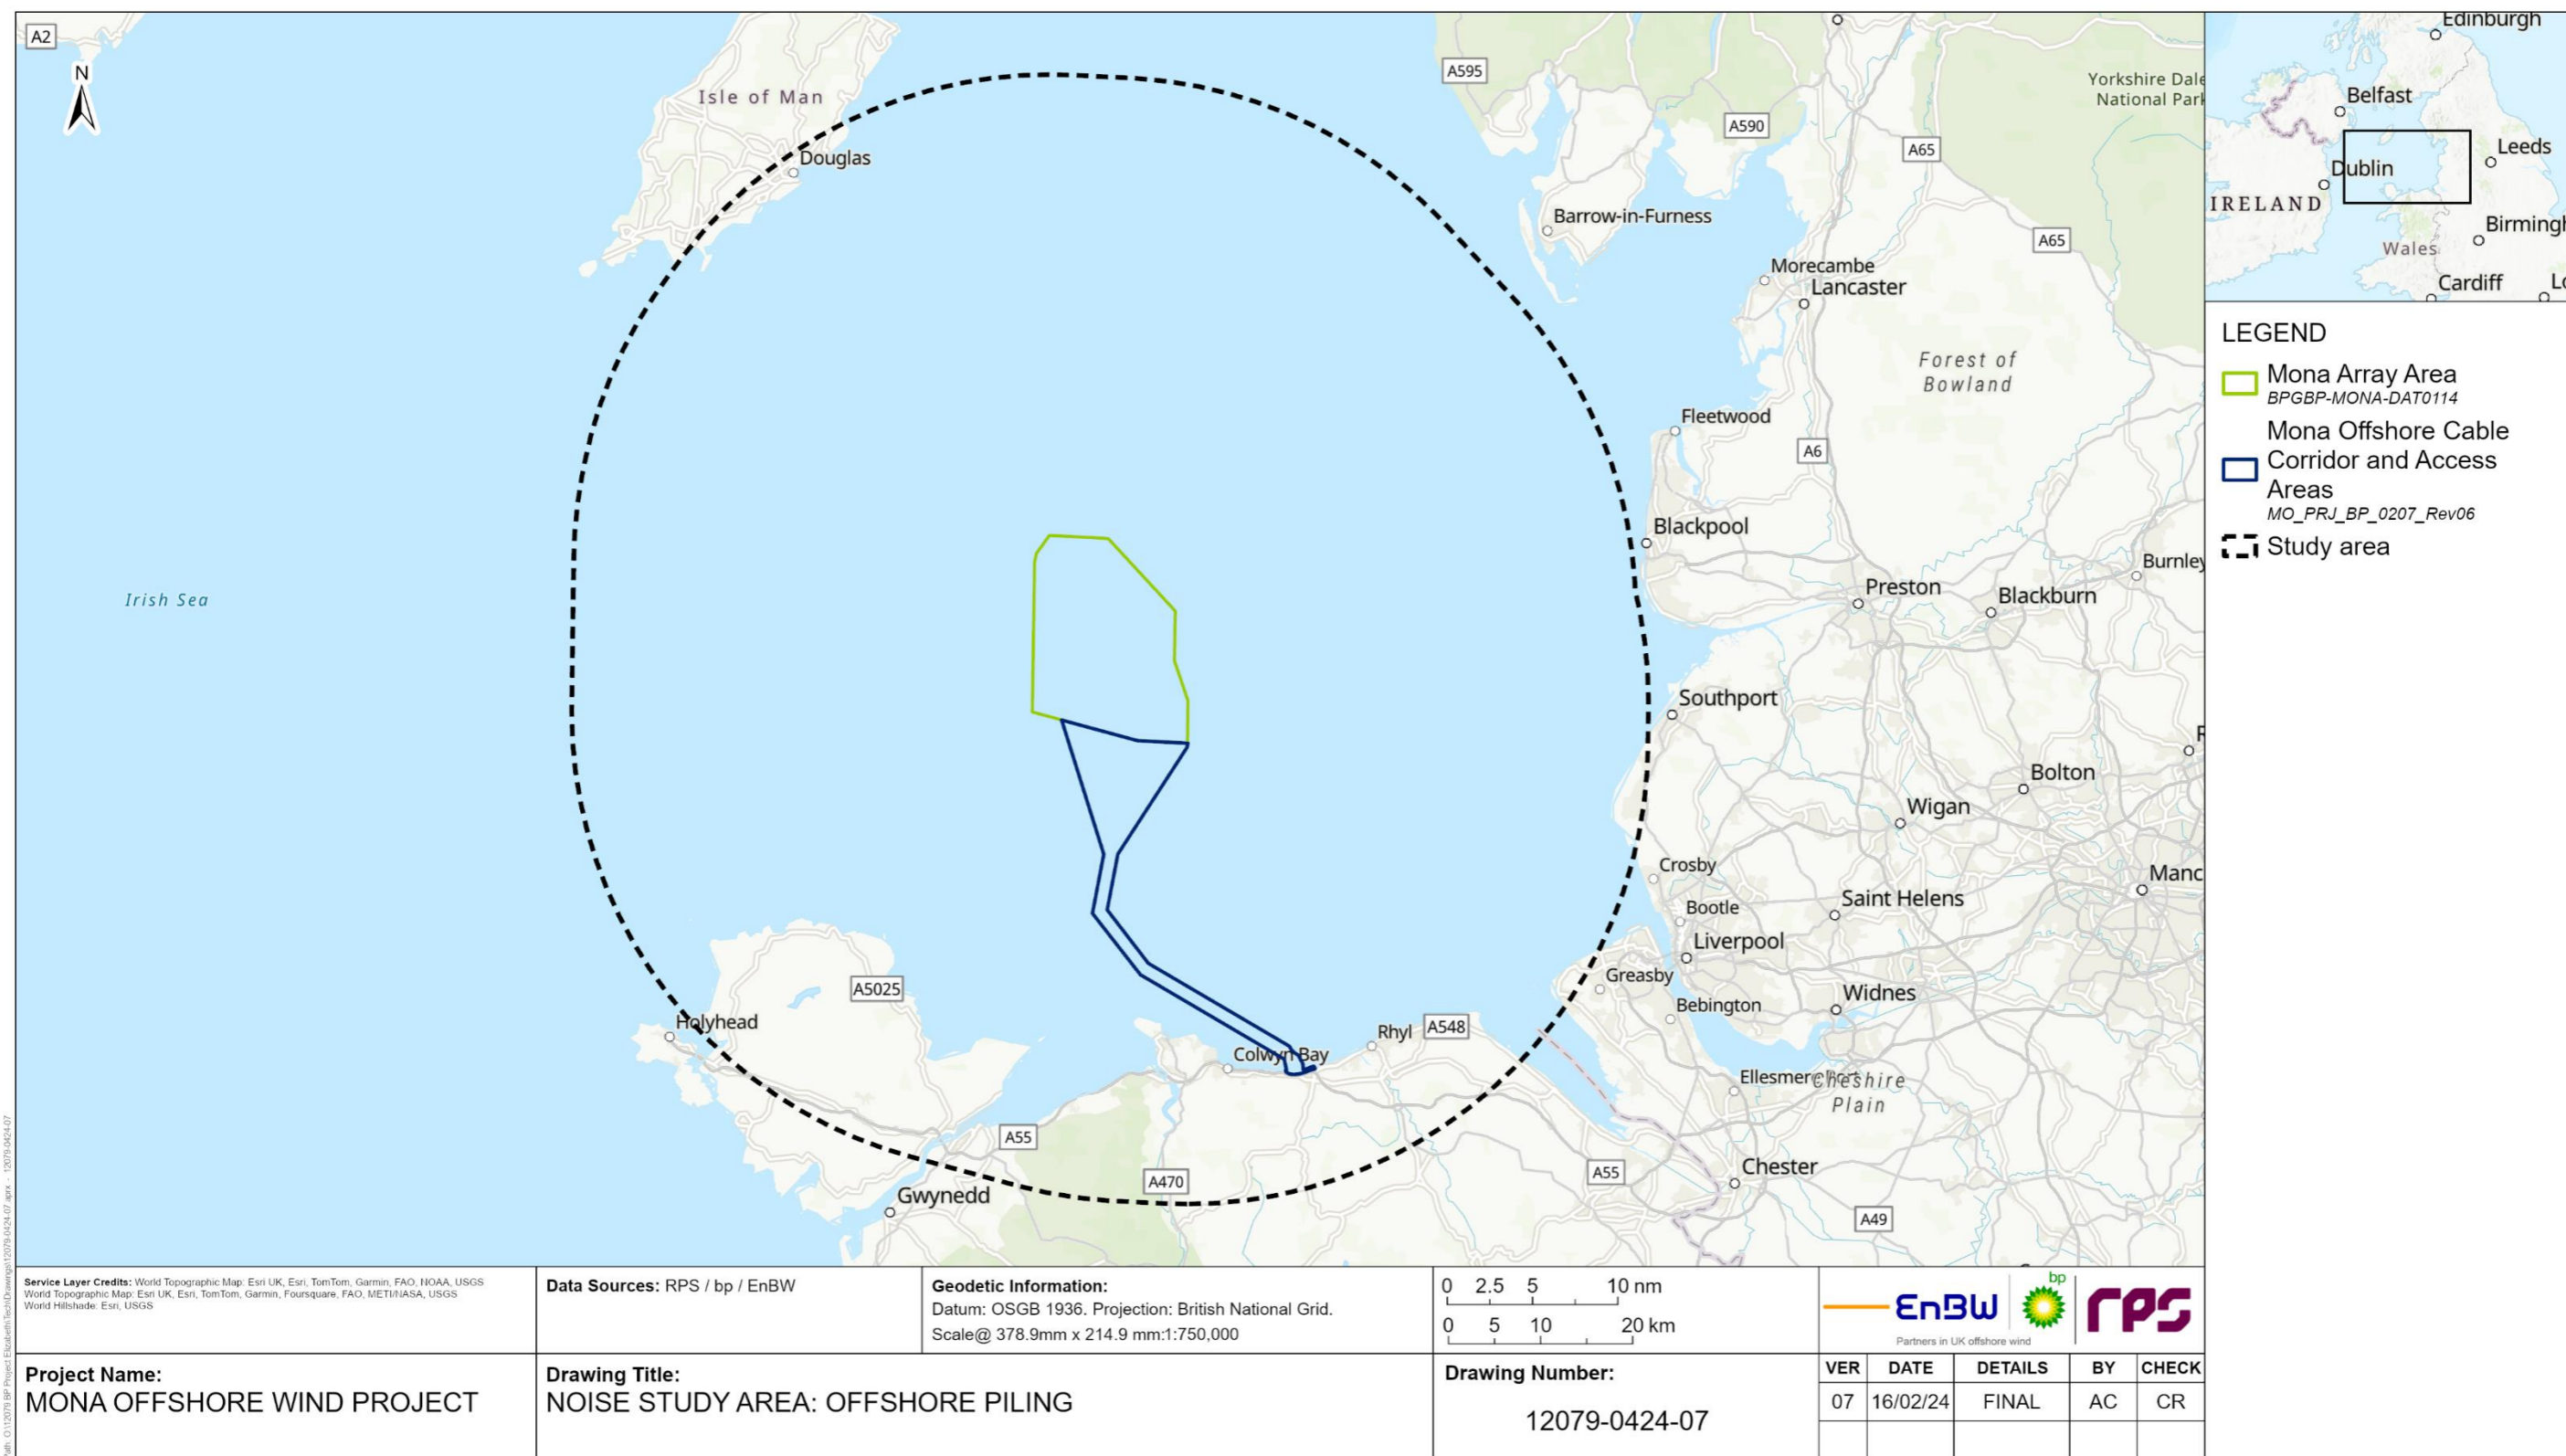 A2
N
Isle of Man
Douglas
A595
A590
A65
Yorkshire Dale
National Park
Barrow-in-Furness
A65
Morecambe
Lancaster
Forest of
Bowland
Fleetwood
A6
Blackpool
Burnley
Preston
Blackburn
Irish Sea
Southport
Bolton
Wigan
Crosby
Manc
Saint Helens
Bootle
Liverpool
Greasby
A5025
Widnes
Bebington
Holyhead
Rhyl
A548
Colwyn Bay
Cheshire
Plain
A55
Chester
A470
A55
Gwynedd
A49
Edinburgh
Belfast
Leeds
Dublin
IRELAND
Wales
Cardiff
LEGEND
Mona Array Area
BPGBP-MONA-DAT0114
Mona Offshore Cable
Corridor and Access
Areas
MO_PRJ_BP_0207_Rev06
Study area
Service Layer Credits: World Topographic Map: Esri UK, Esri, TomTom, Garmin, FAO, NOAA, USGS
World Topographic Map: Esri UK, Esri, TomTom, Garmin, Foursquare, FAO, METI/NASA, USGS
World Hillshade: Esri, USGS
Data Sources: RPS / bp / EnBW
Geodetic Information:
Datum: OSGB 1936. Projection: British National Grid.
Scale@ 378.9mm x 214.9 mm:1:750,000
0 2.5 5 10 nm
0 5 10 20 km
EnBW
bp
rps
Partners in UK offshore wind
Project Name:
MONA OFFSHORE WIND PROJECT
Drawing Title:
NOISE STUDY AREA: OFFSHORE PILING
Drawing Number:
12079-0424-07
VER DATE DETAILS BY CHECK
07 16/02/24 FINAL AC CR